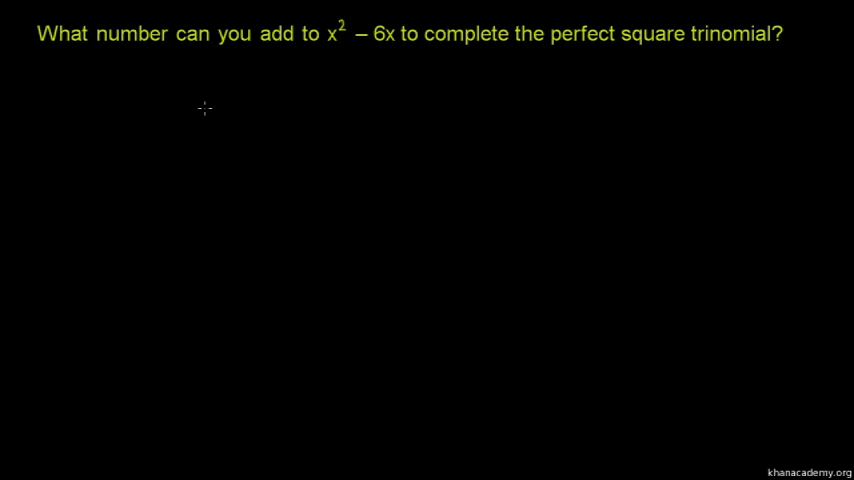 What number can you add to x² – 6x to complete the perfect square trinomial?
khanacademy.org